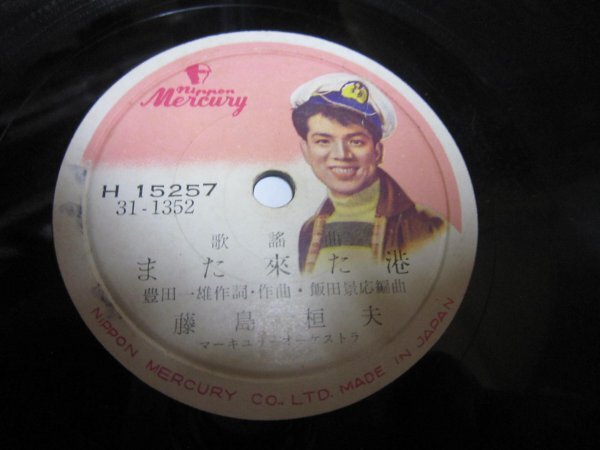 Nippon
Mercury
H 15257
31-1352
歌謡曲
また來た港
豊田一雄作詞・作曲・飯田景応編曲
藤島桓夫
マーキュリーオーケストラ
NIPPON MERCURY CO., LTD. MADE IN JAPAN